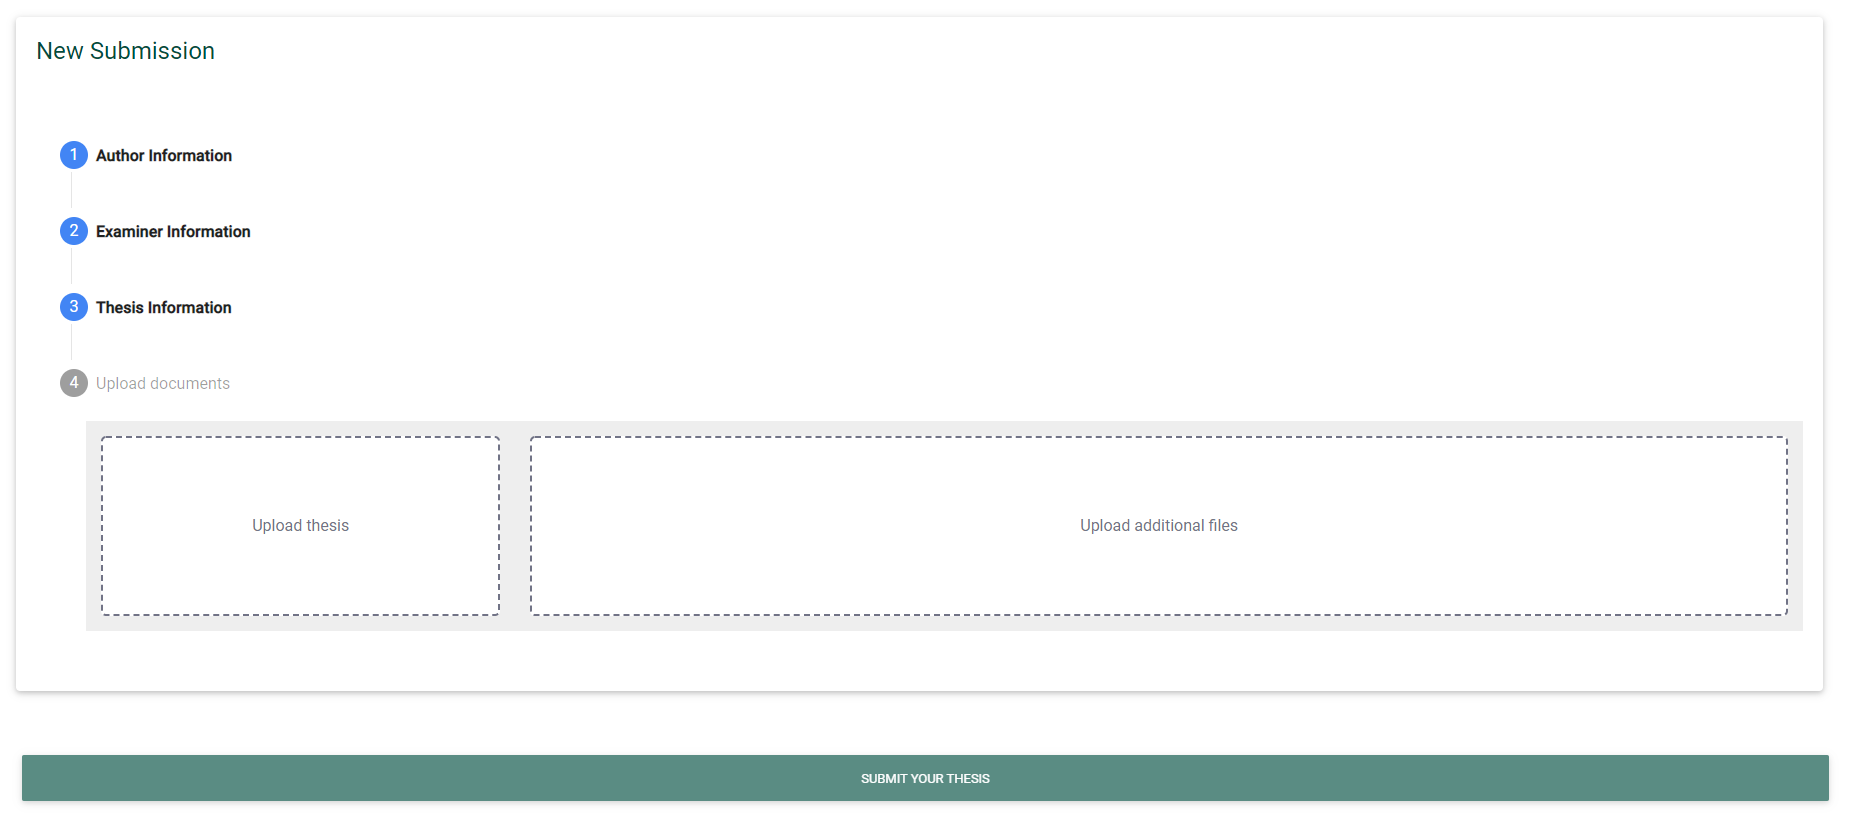 New Submission
1 Author Information
2 Examiner Information
3 Thesis Information
4 Upload documents
Upload thesis
Upload additional files
SUBMIT YOUR THESIS